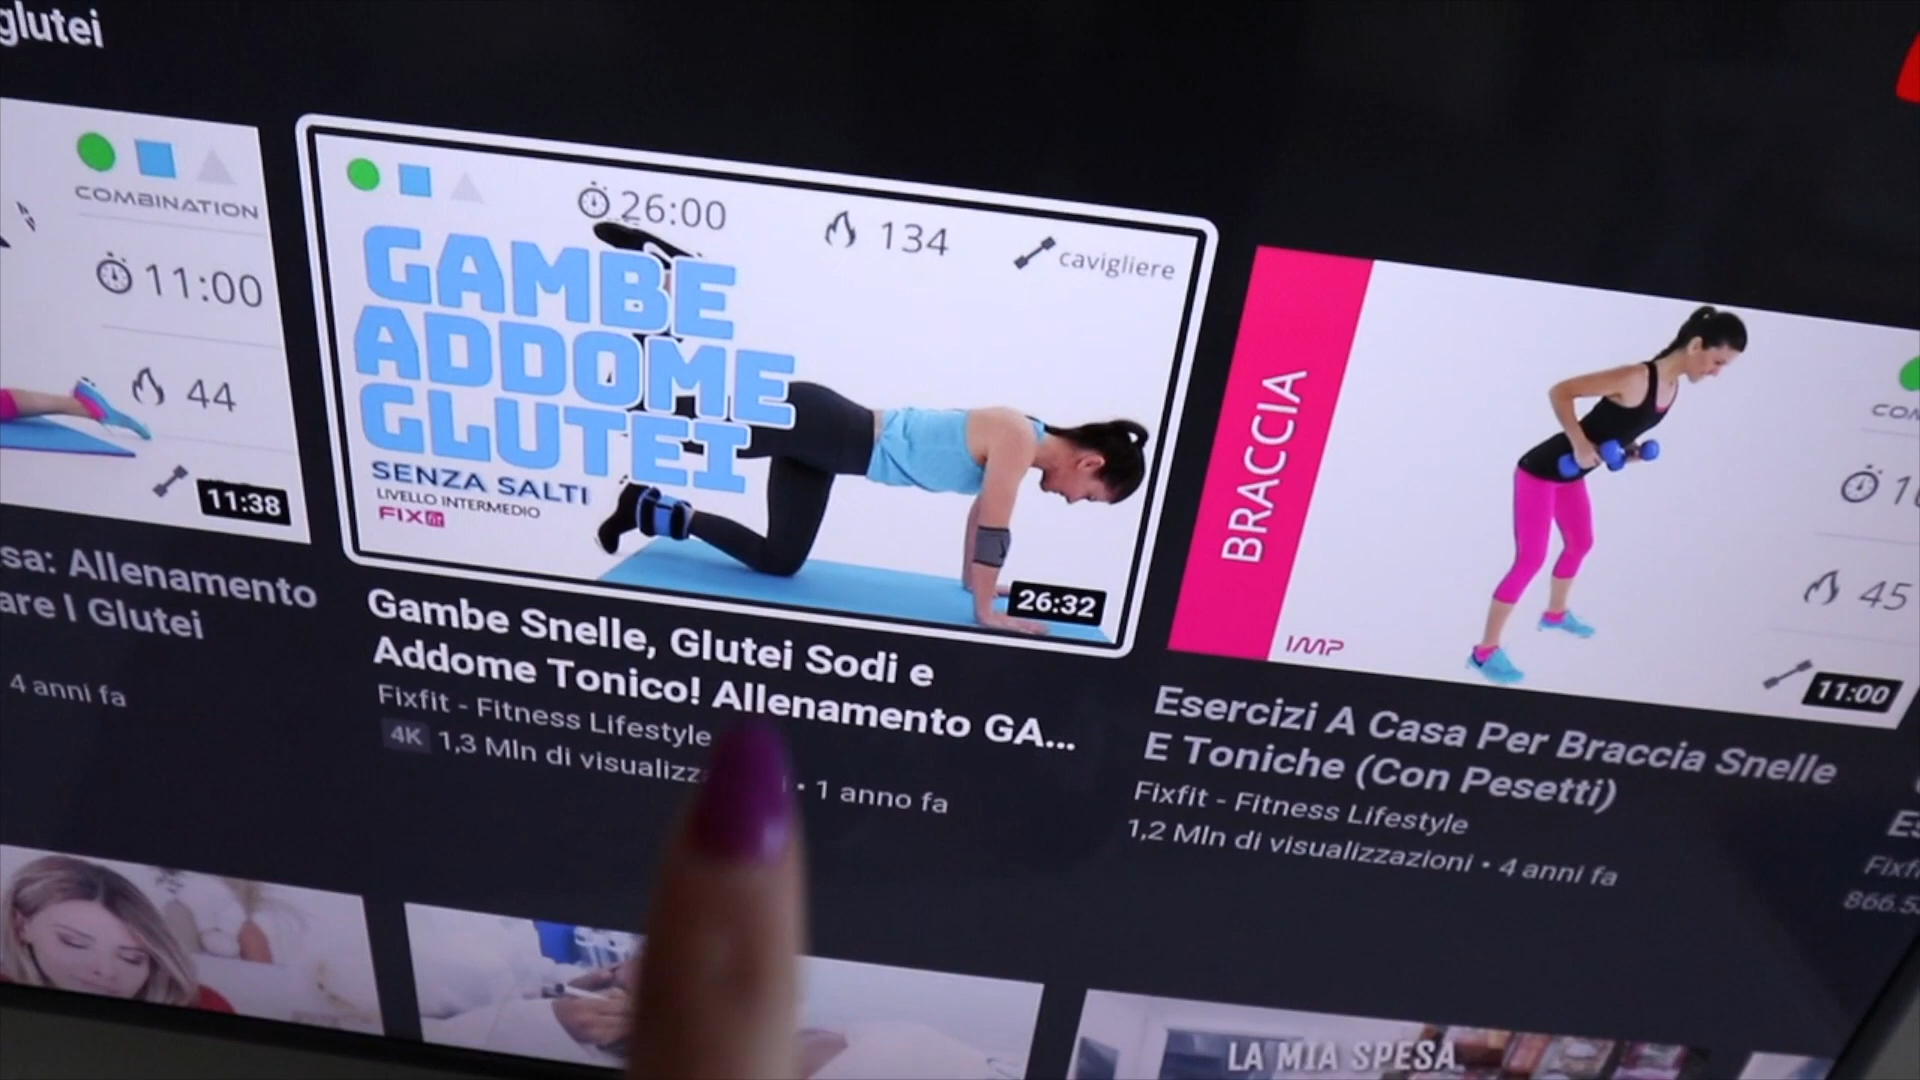 glutei
COMBINATION
11:00
44
11:38
sa: Allenamento
are I Glutei
4 anni fa
26:00
134
cavigliere
GAMBE
ADDOME
GLUTEI
SENZA SALTI
LIVELLO INTERMEDIO
FIXfit
26:32
Gambe Snelle, Glutei Sodi e
Addome Tonico! Allenamento GA...
Fixfit - Fitness Lifestyle
4K 1,3 Mln di visualizz • 1 anno fa
BRACCIA
IMP
45
11:00
Esercizi A Casa Per Braccia Snelle
E Toniche (Con Pesetti)
Fixfit - Fitness Lifestyle
1,2 Mln di visualizzazioni • 4 anni fa
LA MIA SPESA